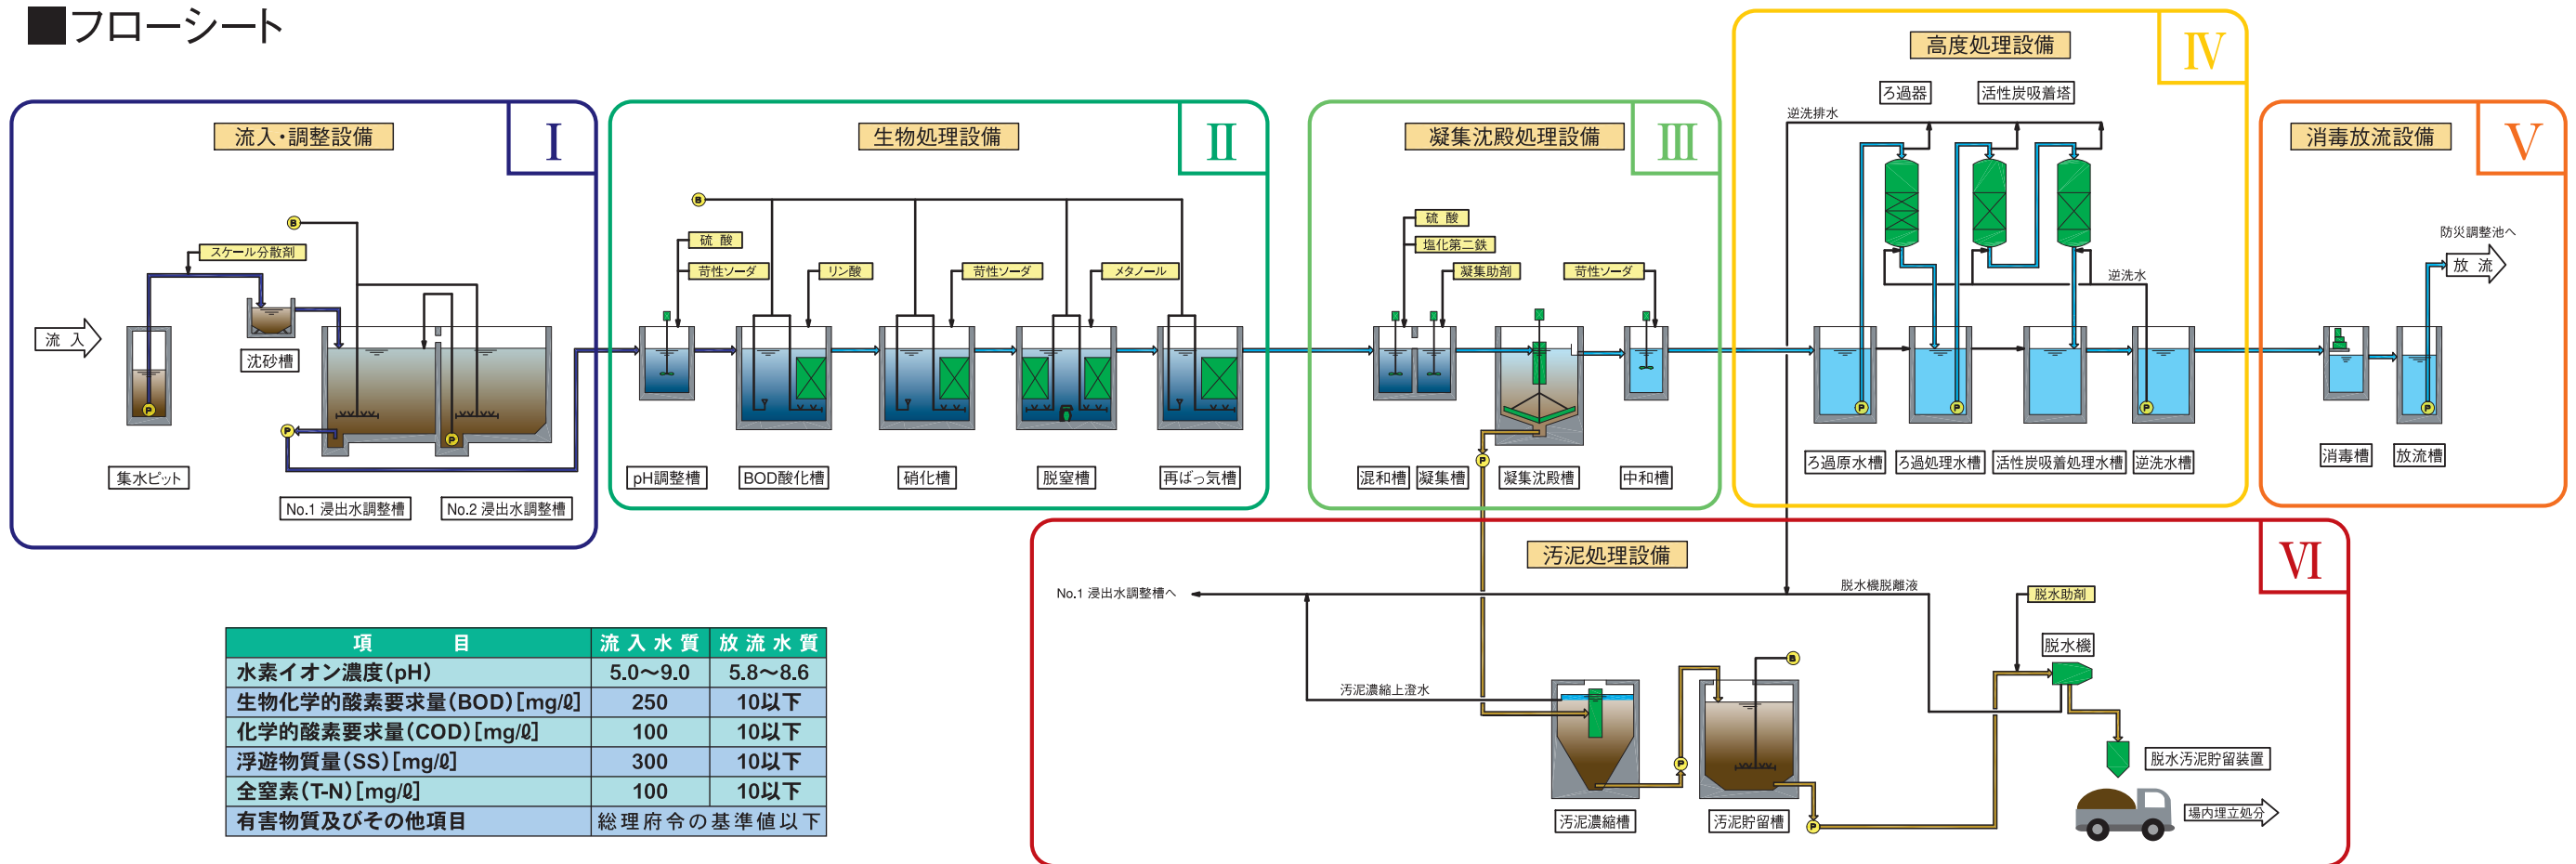 ■フローシート
流入・調整設備
Ⅰ
B
スケール分散剤
流 入
沈砂槽
P
P
P
集水ピット
No.1 浸出水調整槽
No.2 浸出水調整槽
生物処理設備
Ⅱ
B
硫 酸
苛性ソーダ
リン酸
苛性ソーダ
メタノール
pH調整槽
BOD酸化槽
硝化槽
脱窒槽
再ばっ気槽
凝集沈殿処理設備
Ⅲ
硫 酸
塩化第二鉄
凝集助剤
苛性ソーダ
混和槽
凝集槽
凝集沈殿槽
中和槽
P
高度処理設備
Ⅳ
ろ過器
活性炭吸着塔
逆洗排水
逆洗水
P
P
P
ろ過原水槽
ろ過処理水槽
活性炭吸着処理水槽
逆洗水槽
消毒放流設備
Ⅴ
防災調整池へ
放 流
P
消毒槽
放流槽
汚泥処理設備
Ⅵ
No.1 浸出水調整槽へ
脱水機脱離液
脱水助剤
脱水機
B
汚泥濃縮上澄水
P
P
脱水汚泥貯留装置
場内埋立処分
汚泥濃縮槽
汚泥貯留槽
項 目 流入水質 放流水質
水素イオン濃度(pH) 5.0〜9.0 5.8〜8.6
生物化学的酸素要求量(BOD)[mg/ℓ] 250 10以下
化学的酸素要求量(COD)[mg/ℓ] 100 10以下
浮遊物質量(SS)[mg/ℓ] 300 10以下
全窒素(T-N)[mg/ℓ] 100 10以下
有害物質及びその他項目 総理府令の基準値以下